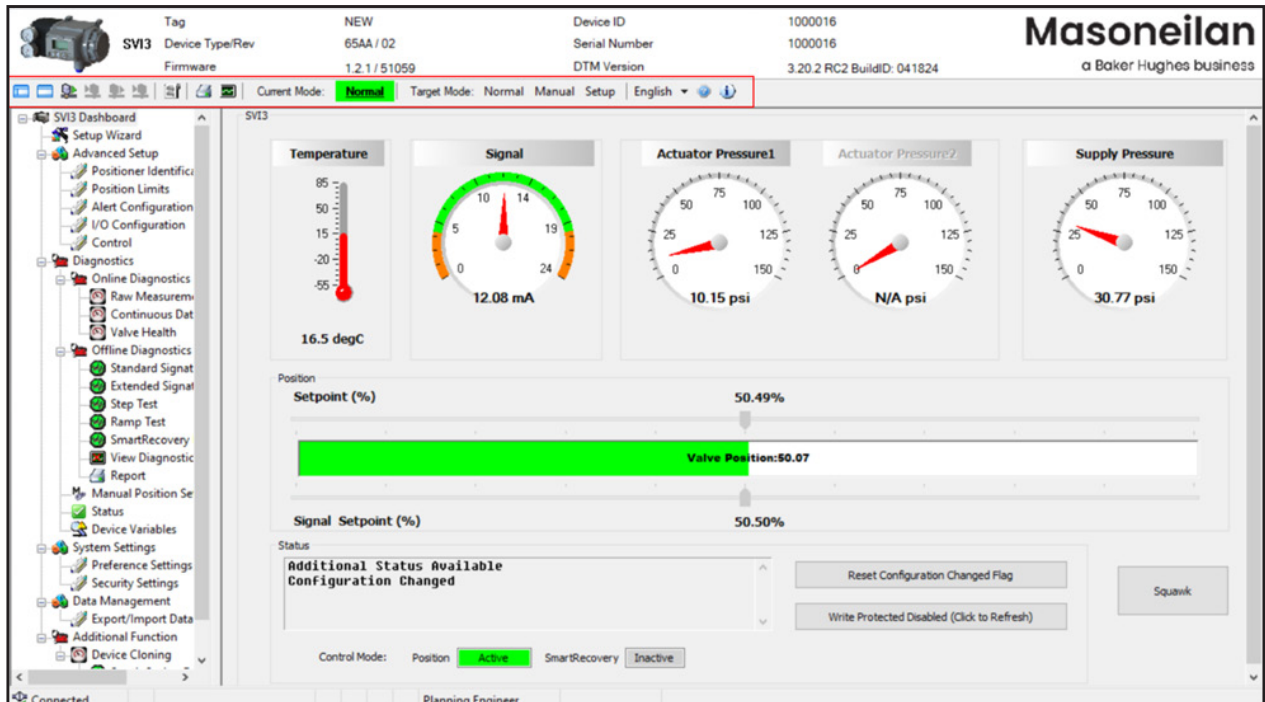 Tag NEW Device ID 1000016
SVI3 Device Type/Rev 65AA / 02 Serial Number 1000016
Firmware 1.2.1 / 51059 DTM Version 3.20.2 RC2 BuildID: 041824
Masoneilan
a Baker Hughes business
Current Mode: Normal Target Mode: Normal Manual Setup English
SVI3 Dashboard
Setup Wizard
Advanced Setup
Positioner Identifica
Position Limits
Alert Configuration
I/O Configuration
Control
Diagnostics
Online Diagnostics
Raw Measurem
Continuous Dat
Valve Health
Offline Diagnostics
Standard Signat
Extended Signat
Step Test
Ramp Test
SmartRecovery
View Diagnostic
Report
Manual Position Se
Status
Device Variables
System Settings
Preference Settings
Security Settings
Data Management
Export/Import Data
Additional Function
Device Cloning
SVI3
Temperature
85
50
15
-20
-55
16.5 degC
Signal
10 14
5 19
0 24
12.08 mA
Actuator Pressure1
75
50 100
25 125
0 150
10.15 psi
Actuator Pressure2
75
50 100
25 125
0 150
N/A psi
Supply Pressure
75
50 100
25 125
0 150
30.77 psi
Position
Setpoint (%) 50.49%
Valve Position:50.07
Signal Setpoint (%) 50.50%
Status
Additional Status Available
Configuration Changed
Reset Configuration Changed Flag
Write Protected Disabled (Click to Refresh)
Squawk
Control Mode: Position Active SmartRecovery Inactive
Connected Planning Engineer